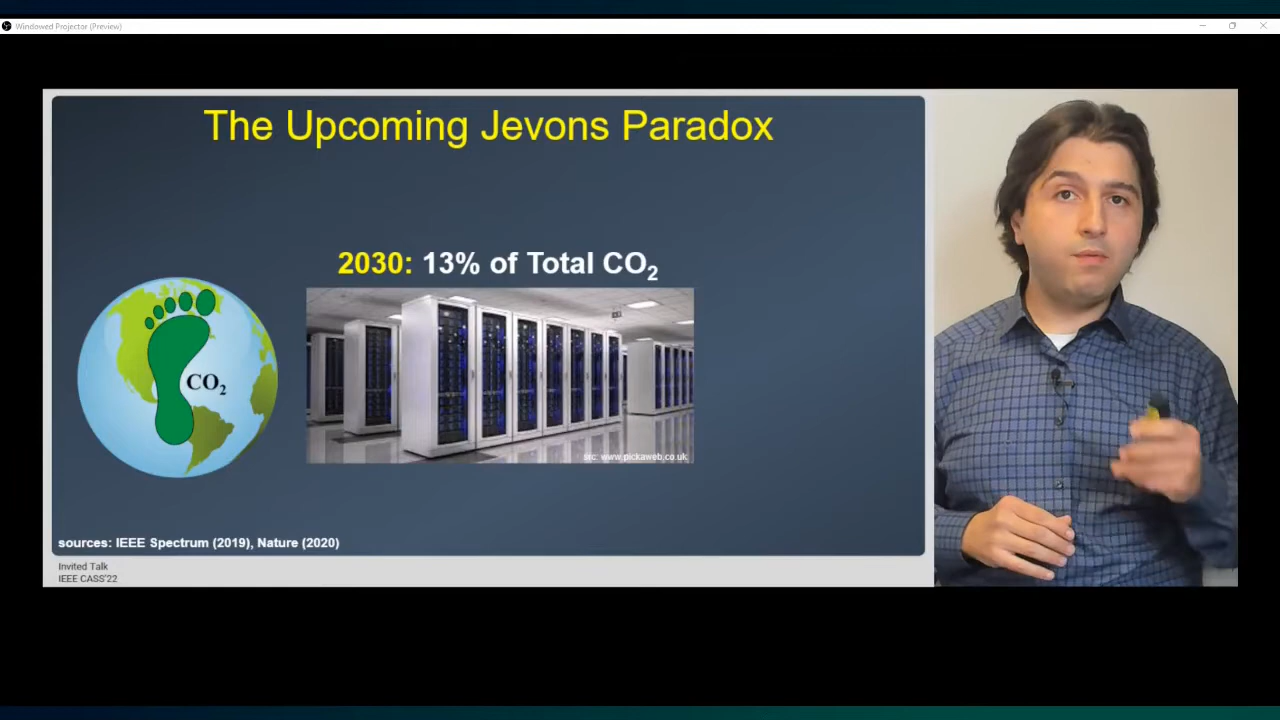 Windowed Projector (Preview)
The Upcoming Jevons Paradox
2030: 13% of Total CO₂
CO₂
src: www.pickaweb.co.uk
sources: IEEE Spectrum (2019), Nature (2020)
Invited Talk
IEEE CASS'22